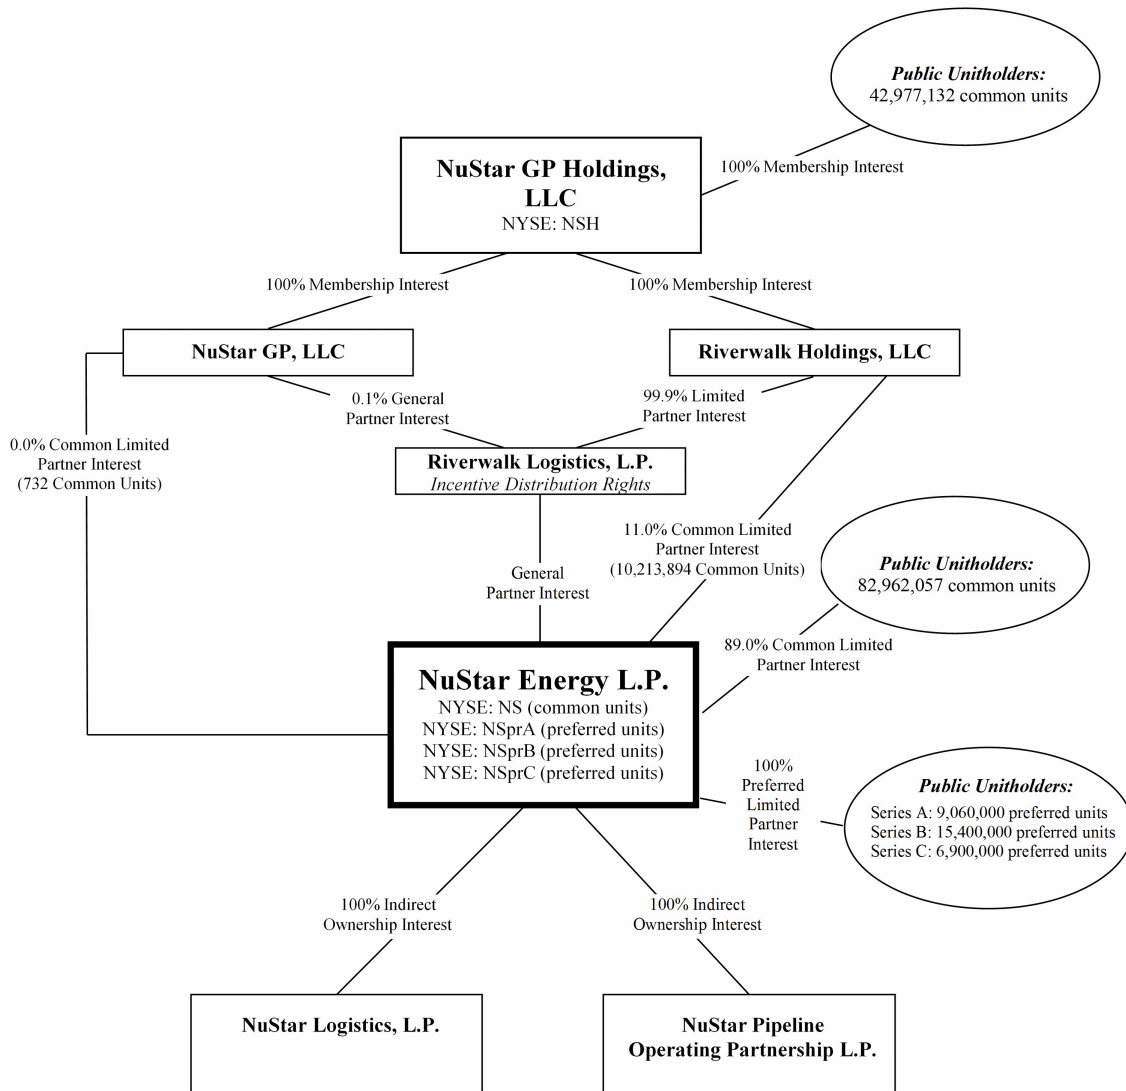 Public Unitholders:
42,977,132 common units
NuStar GP Holdings,
LLC
NYSE: NSH
100% Membership Interest
100% Membership Interest
100% Membership Interest
NuStar GP, LLC
Riverwalk Holdings, LLC
0.1% General
Partner Interest
99.9% Limited
Partner Interest
0.0% Common Limited
Partner Interest
(732 Common Units)
Riverwalk Logistics, L.P.
Incentive Distribution Rights
11.0% Common Limited
Partner Interest
(10,213,894 Common Units)
General
Partner Interest
Public Unitholders:
82,962,057 common units
89.0% Common Limited
Partner Interest
NuStar Energy L.P.
NYSE: NS (common units)
NYSE: NSprA (preferred units)
NYSE: NSprB (preferred units)
NYSE: NSprC (preferred units)
100%
Preferred
Limited
Partner
Interest
Public Unitholders:
Series A: 9,060,000 preferred units
Series B: 15,400,000 preferred units
Series C: 6,900,000 preferred units
100% Indirect
Ownership Interest
100% Indirect
Ownership Interest
NuStar Logistics, L.P.
NuStar Pipeline
Operating Partnership L.P.